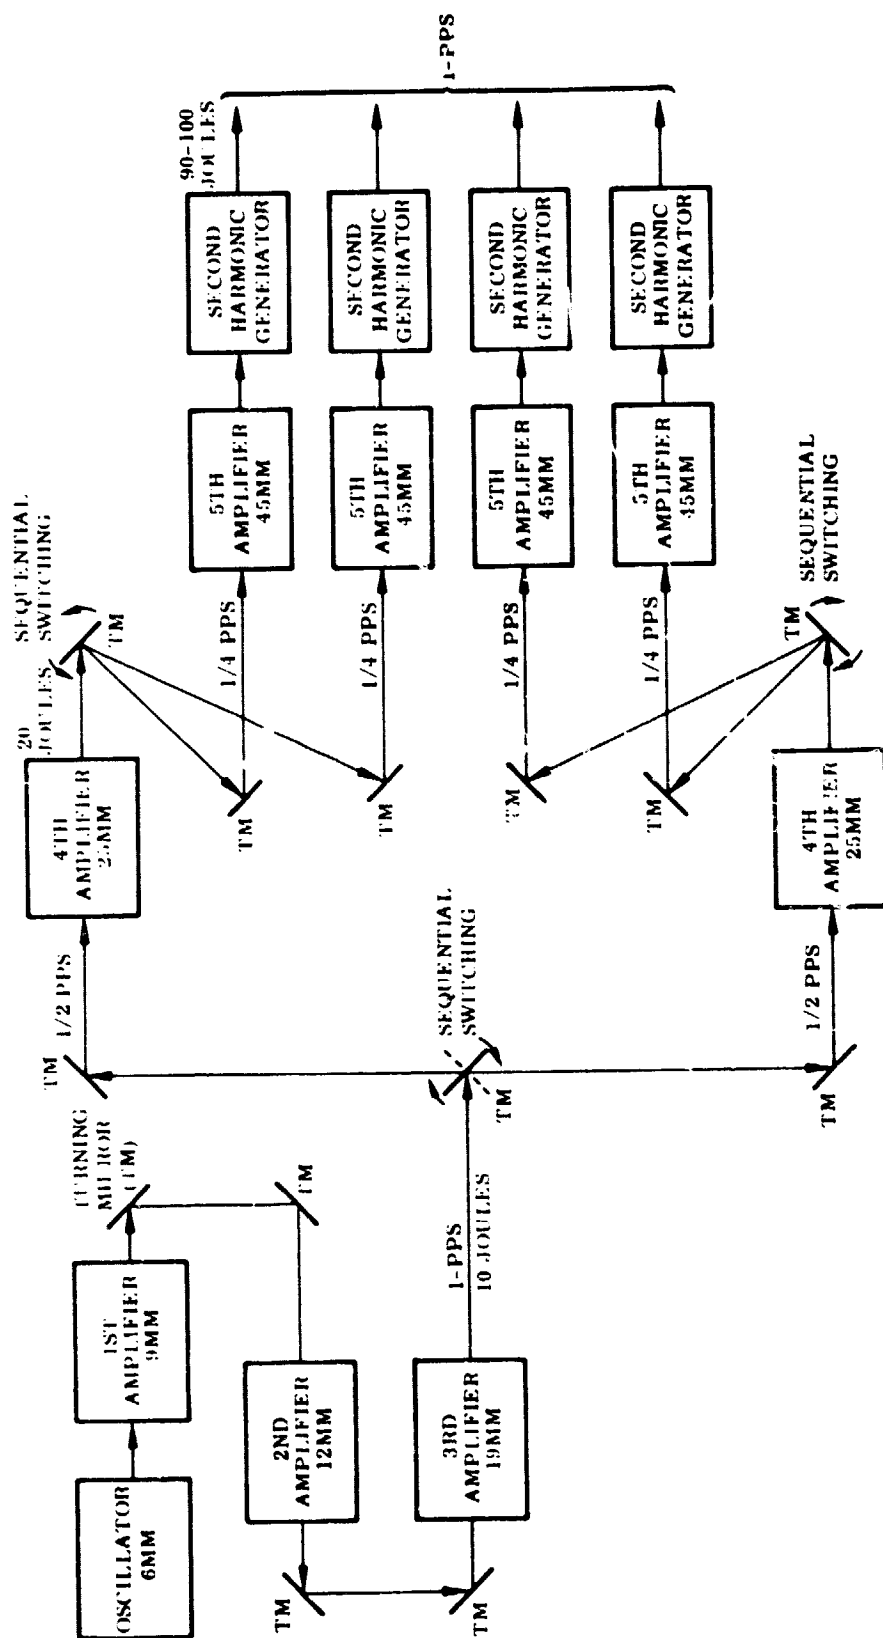 OSCILLATOR
6MM
1ST
AMPLIFIER
9MM
TURNING
MIRROR
(TM)
TM
2ND
AMPLIFIER
12MM
TM
TM
3RD
AMPLIFIER
19MM
1-PPS
10 JOULES
TM
SEQUENTIAL
SWITCHING
TM
1/2 PPS
4TH
AMPLIFIER
25MM
20
JOULES
TM
SEQUENTIAL
SWITCHING
TM
TM
1/4 PPS
5TH
AMPLIFIER
45MM
SECOND
HARMONIC
GENERATOR
90-100
JOULES
1/4 PPS
5TH
AMPLIFIER
45MM
SECOND
HARMONIC
GENERATOR
1-PPS
TM
1/4 PPS
5TH
AMPLIFIER
45MM
SECOND
HARMONIC
GENERATOR
TM
1/4 PPS
5TH
AMPLIFIER
45MM
SECOND
HARMONIC
GENERATOR
TM
1/2 PPS
4TH
AMPLIFIER
25MM
TM
SEQUENTIAL
SWITCHING